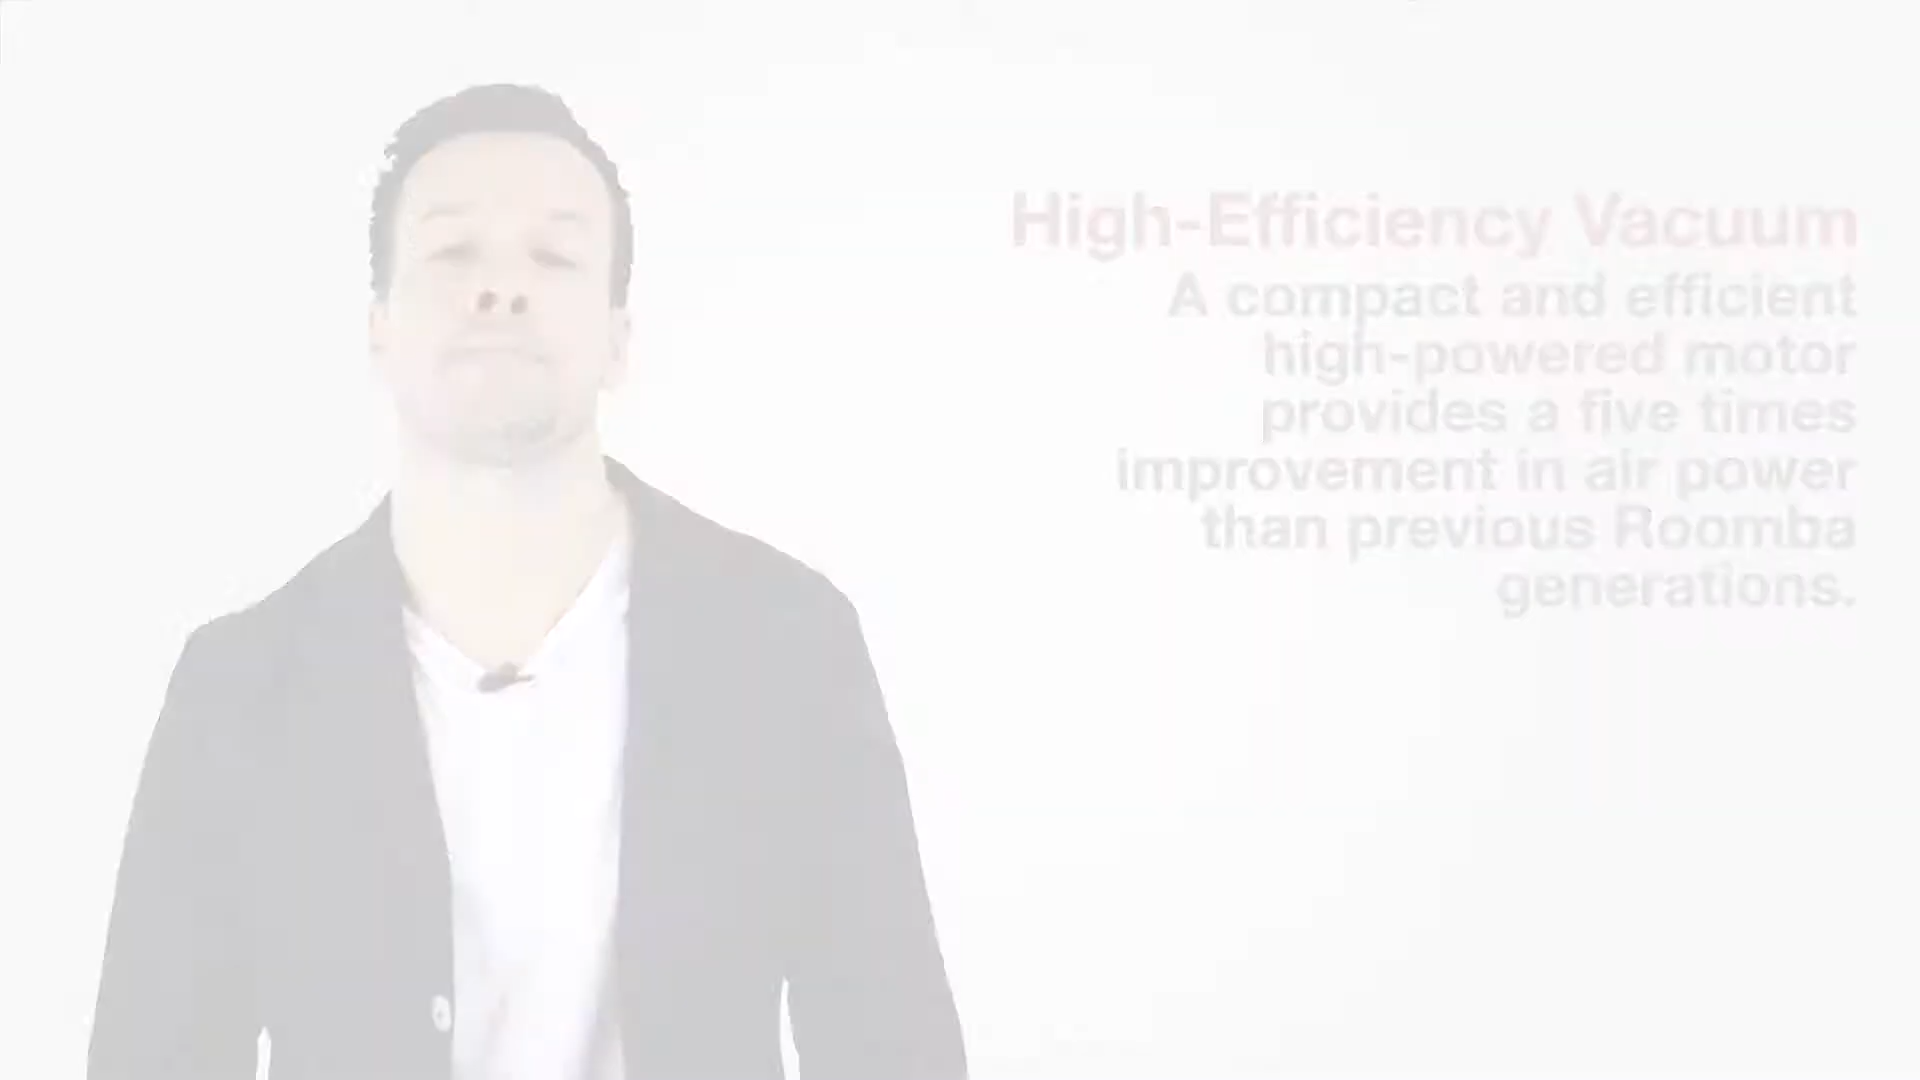 High-Efficiency Vacuum
A compact and efficient
high-powered motor
provides a five times
improvement in air power
than previous Roomba
generations.